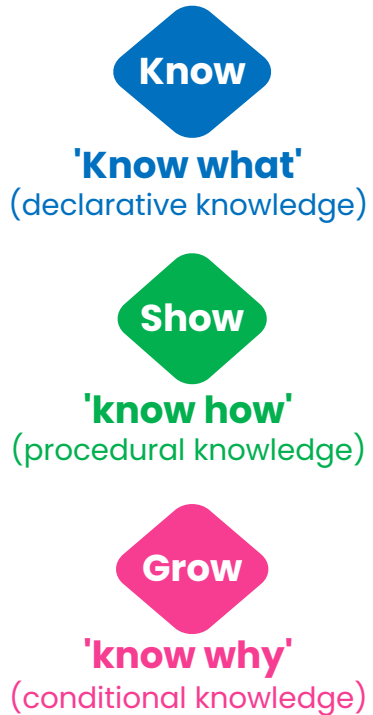 Know
'Know what'
(declarative knowledge)
Show
'know how'
(procedural knowledge)
Grow
'know why'
(conditional knowledge)